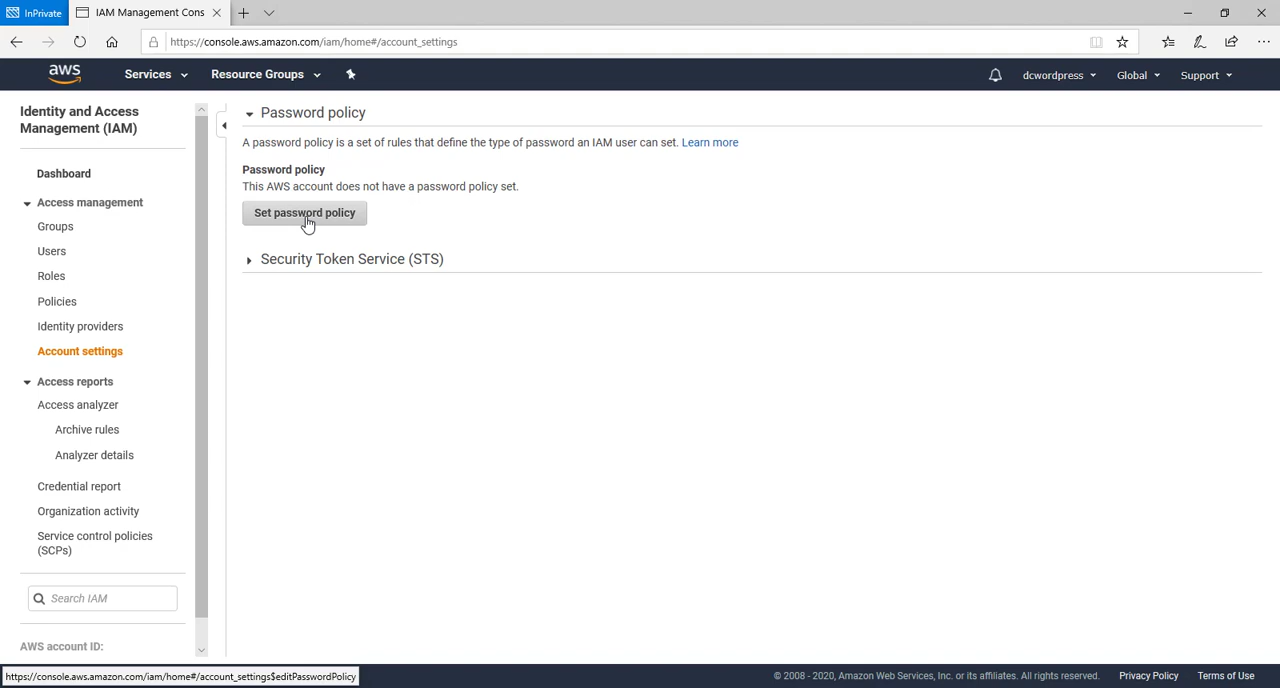 InPrivate
IAM Management Cons
https://console.aws.amazon.com/iam/home#/account_settings
aws
Services
Resource Groups
dcwordpress
Global
Support
Identity and Access
Management (IAM)
Dashboard
Access management
Groups
Users
Roles
Policies
Identity providers
Account settings
Access reports
Access analyzer
Archive rules
Analyzer details
Credential report
Organization activity
Service control policies
(SCPs)
Search IAM
AWS account ID:
Password policy
A password policy is a set of rules that define the type of password an IAM user can set. Learn more
Password policy
This AWS account does not have a password policy set.
Set password policy
Security Token Service (STS)
https://console.aws.amazon.com/iam/home#/account_settings$editPasswordPolicy
© 2008 - 2020, Amazon Web Services, Inc. or its affiliates. All rights reserved.
Privacy Policy
Terms of Use